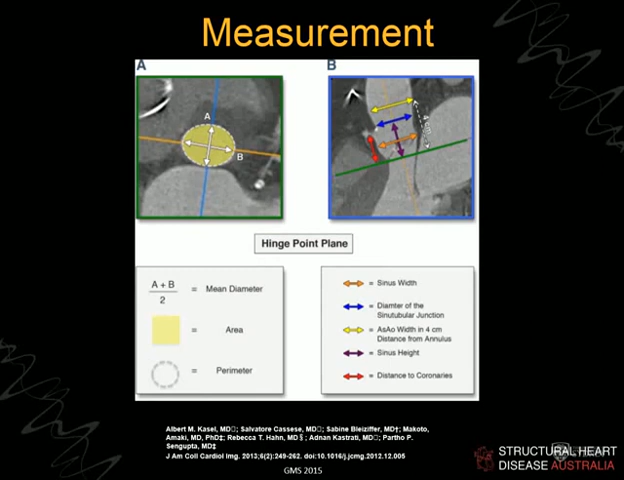 Measurement
A
B
A
B
4 cm
Hinge Point Plane
A + B
2
= Mean Diameter
= Area
= Perimeter
= Sinus Width
= Diamter of the
Sinutubular Junction
= AsAo Width in 4 cm
Distance from Annulus
= Sinus Height
= Distance to Coronaries
Albert M. Kasel, MD□; Salvatore Cassese, MD□; Sabine Bleiziffer, MD†; Makoto,
Amaki, MD, PhD‡; Rebecca T. Hahn, MD§; Adnan Kastrati, MD□; Partho P.
Sengupta, MD‡
J Am Coll Cardiol Img. 2013;6(2):249-262. doi:10.1016/j.jcmg.2012.12.005
GMS 2015
STRUCTURAL HEART
DISEASE AUSTRALIA